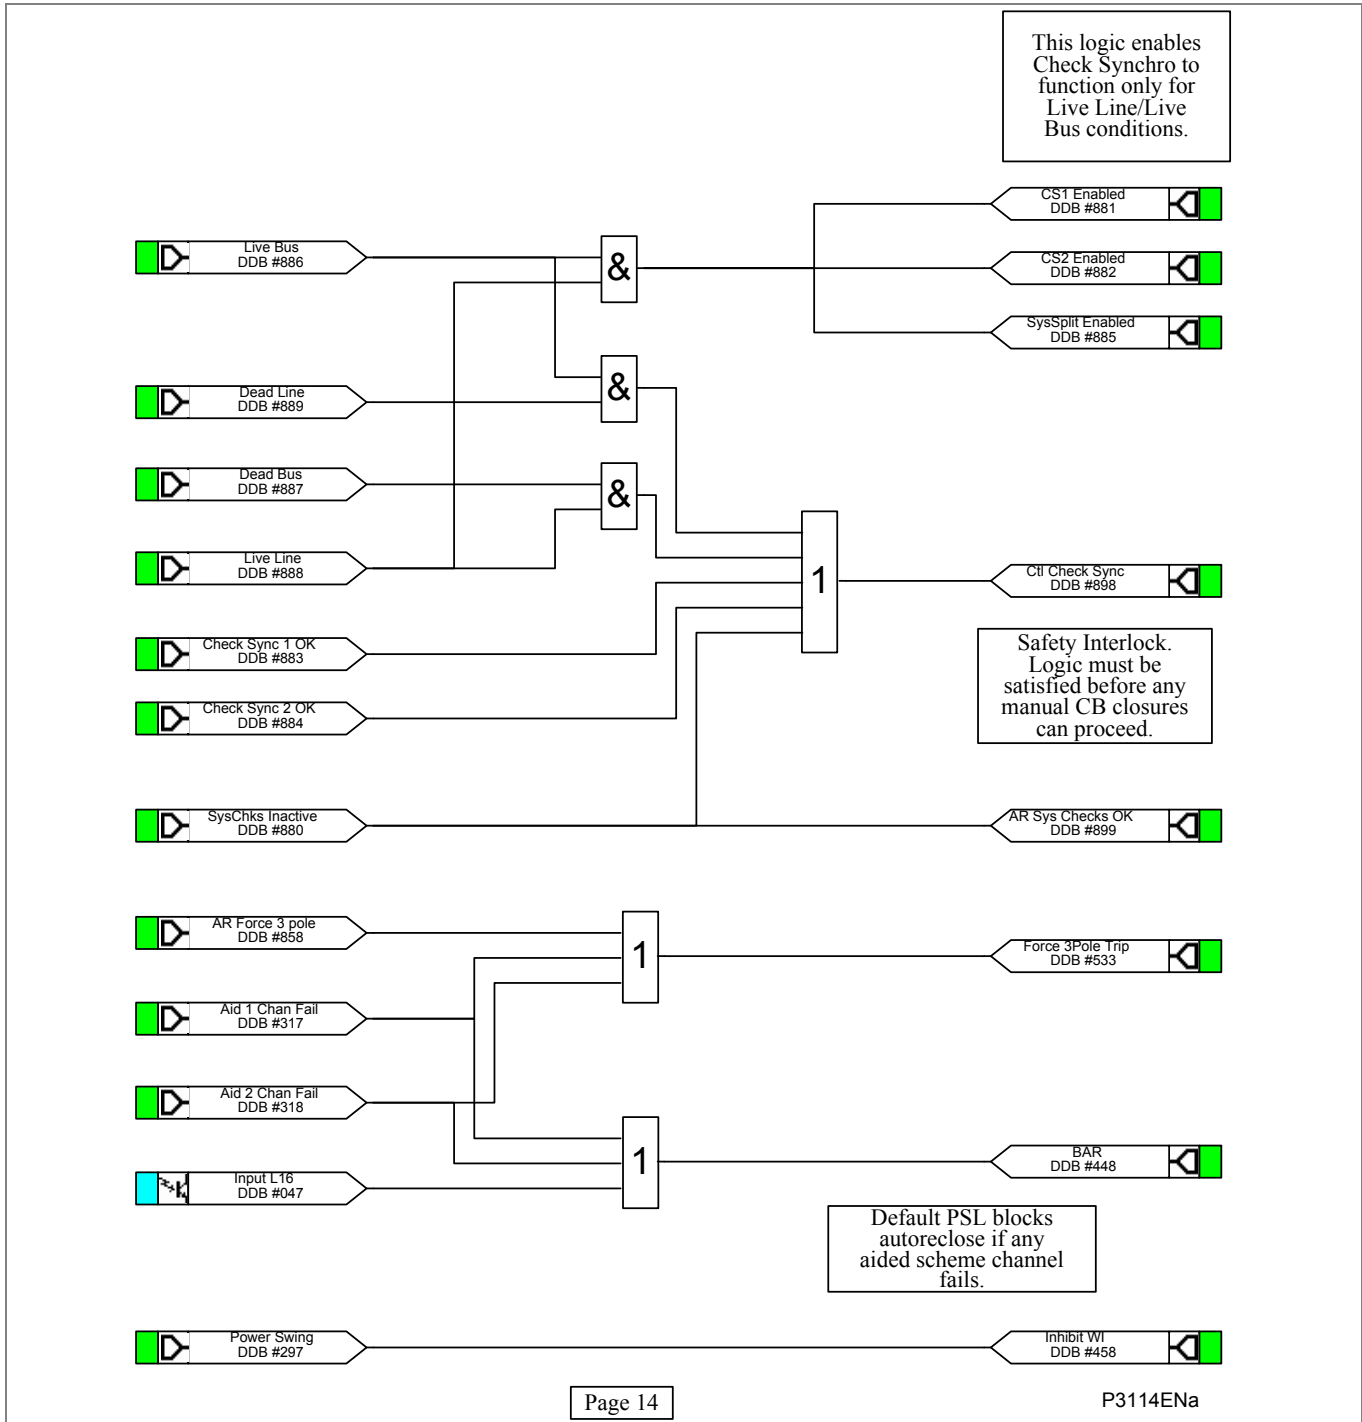 This logic enables
Check Synchro to
function only for
Live Line/Live
Bus conditions.
CS1 Enabled
DDB #881
Live Bus
DDB #886
&
CS2 Enabled
DDB #882
SysSplit Enabled
DDB #885
Dead Line
DDB #889
&
Dead Bus
DDB #887
&
Live Line
DDB #888
1
Ctl Check Sync
DDB #898
Check Sync 1 OK
DDB #883
Safety Interlock.
Logic must be
satisfied before any
manual CB closures
can proceed.
Check Sync 2 OK
DDB #884
SysChks Inactive
DDB #880
AR Sys Checks OK
DDB #899
AR Force 3 pole
DDB #858
1
Force 3Pole Trip
DDB #533
Aid 1 Chan Fail
DDB #317
Aid 2 Chan Fail
DDB #318
1
BAR
DDB #448
Input L16
DDB #047
Default PSL blocks
autoreclose if any
aided scheme channel
fails.
Power Swing
DDB #297
Inhibit WI
DDB #458
Page 14
P3114ENa